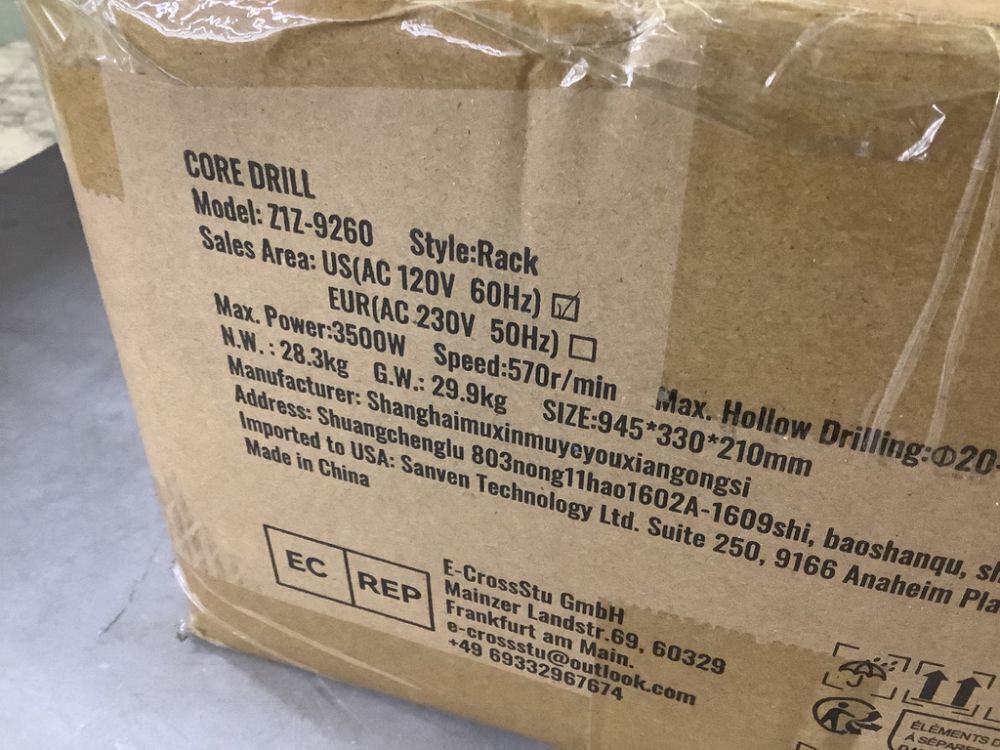 CORE DRILL
Model: Z1Z-9260 Style:Rack
Sales Area: US(AC 120V 60Hz) ☑
EUR(AC 230V 50Hz) ☐
Max. Power:3500W Speed:570r/min Max. Hollow Drilling:Φ20-
N.W.: 28.3kg G.W.: 29.9kg SIZE:945*330*210mm
Manufacturer: Shanghaimuxinmuyeyouxiangongsi
Address: Shuangchenglu 803nong11hao1602A-1609shi, baoshanqu,
Imported to USA: Sanven Technology Ltd. Suite 250, 9166 Anaheim
Made in China
EC REP
E-CrossStu GmbH
Mainzer Landstr.69, 60329
Frankfurt am Main.
e-crossstu@outlook.com
+49 69332967674
ÉLÉMENTS
À SÉPARER